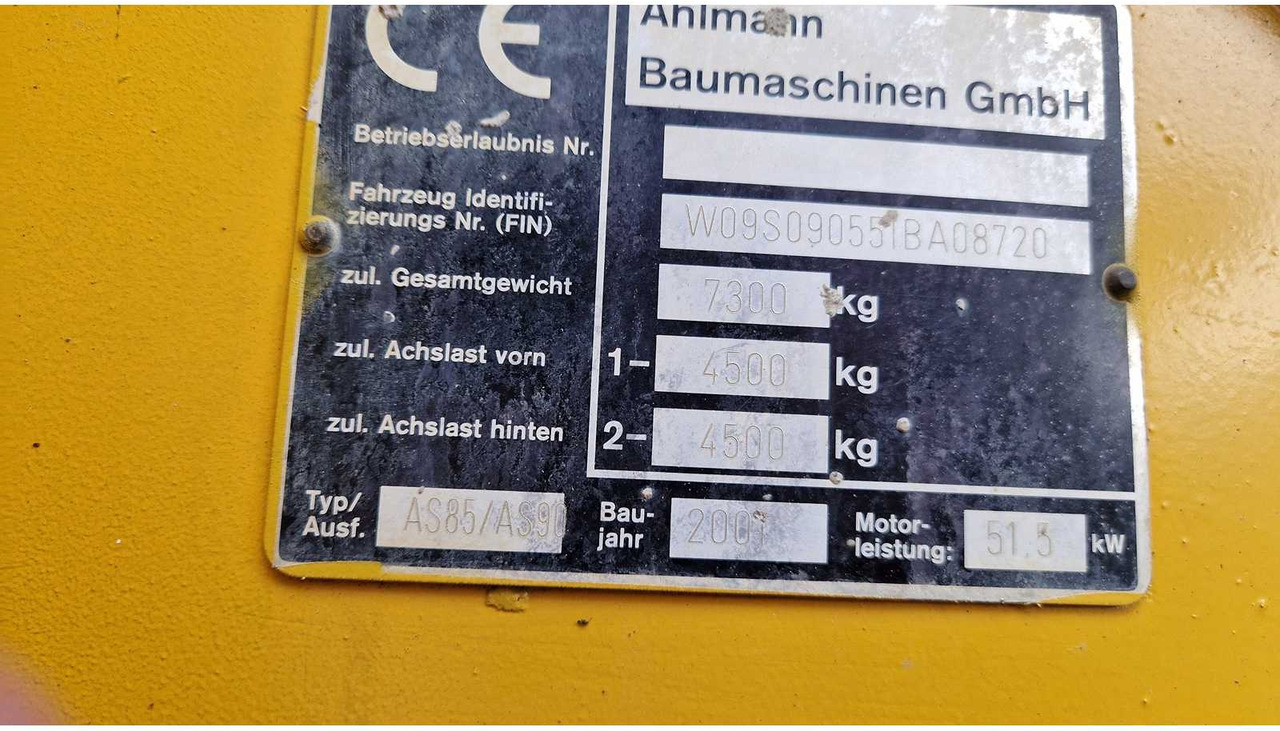 CE
Ahlmann
Baumaschinen GmbH
Betriebserlaubnis Nr.
Fahrzeug Identifi-
zierungs Nr. (FIN)
W09S090551BA08720
zul. Gesamtgewicht
7300 kg
zul. Achslast vorn
1- 4500 kg
zul. Achslast hinten
2- 4500 kg
Typ/
Ausf.
AS85/AS90
Bau-
jahr
2001
Motor-
leistung:
51.5 kW